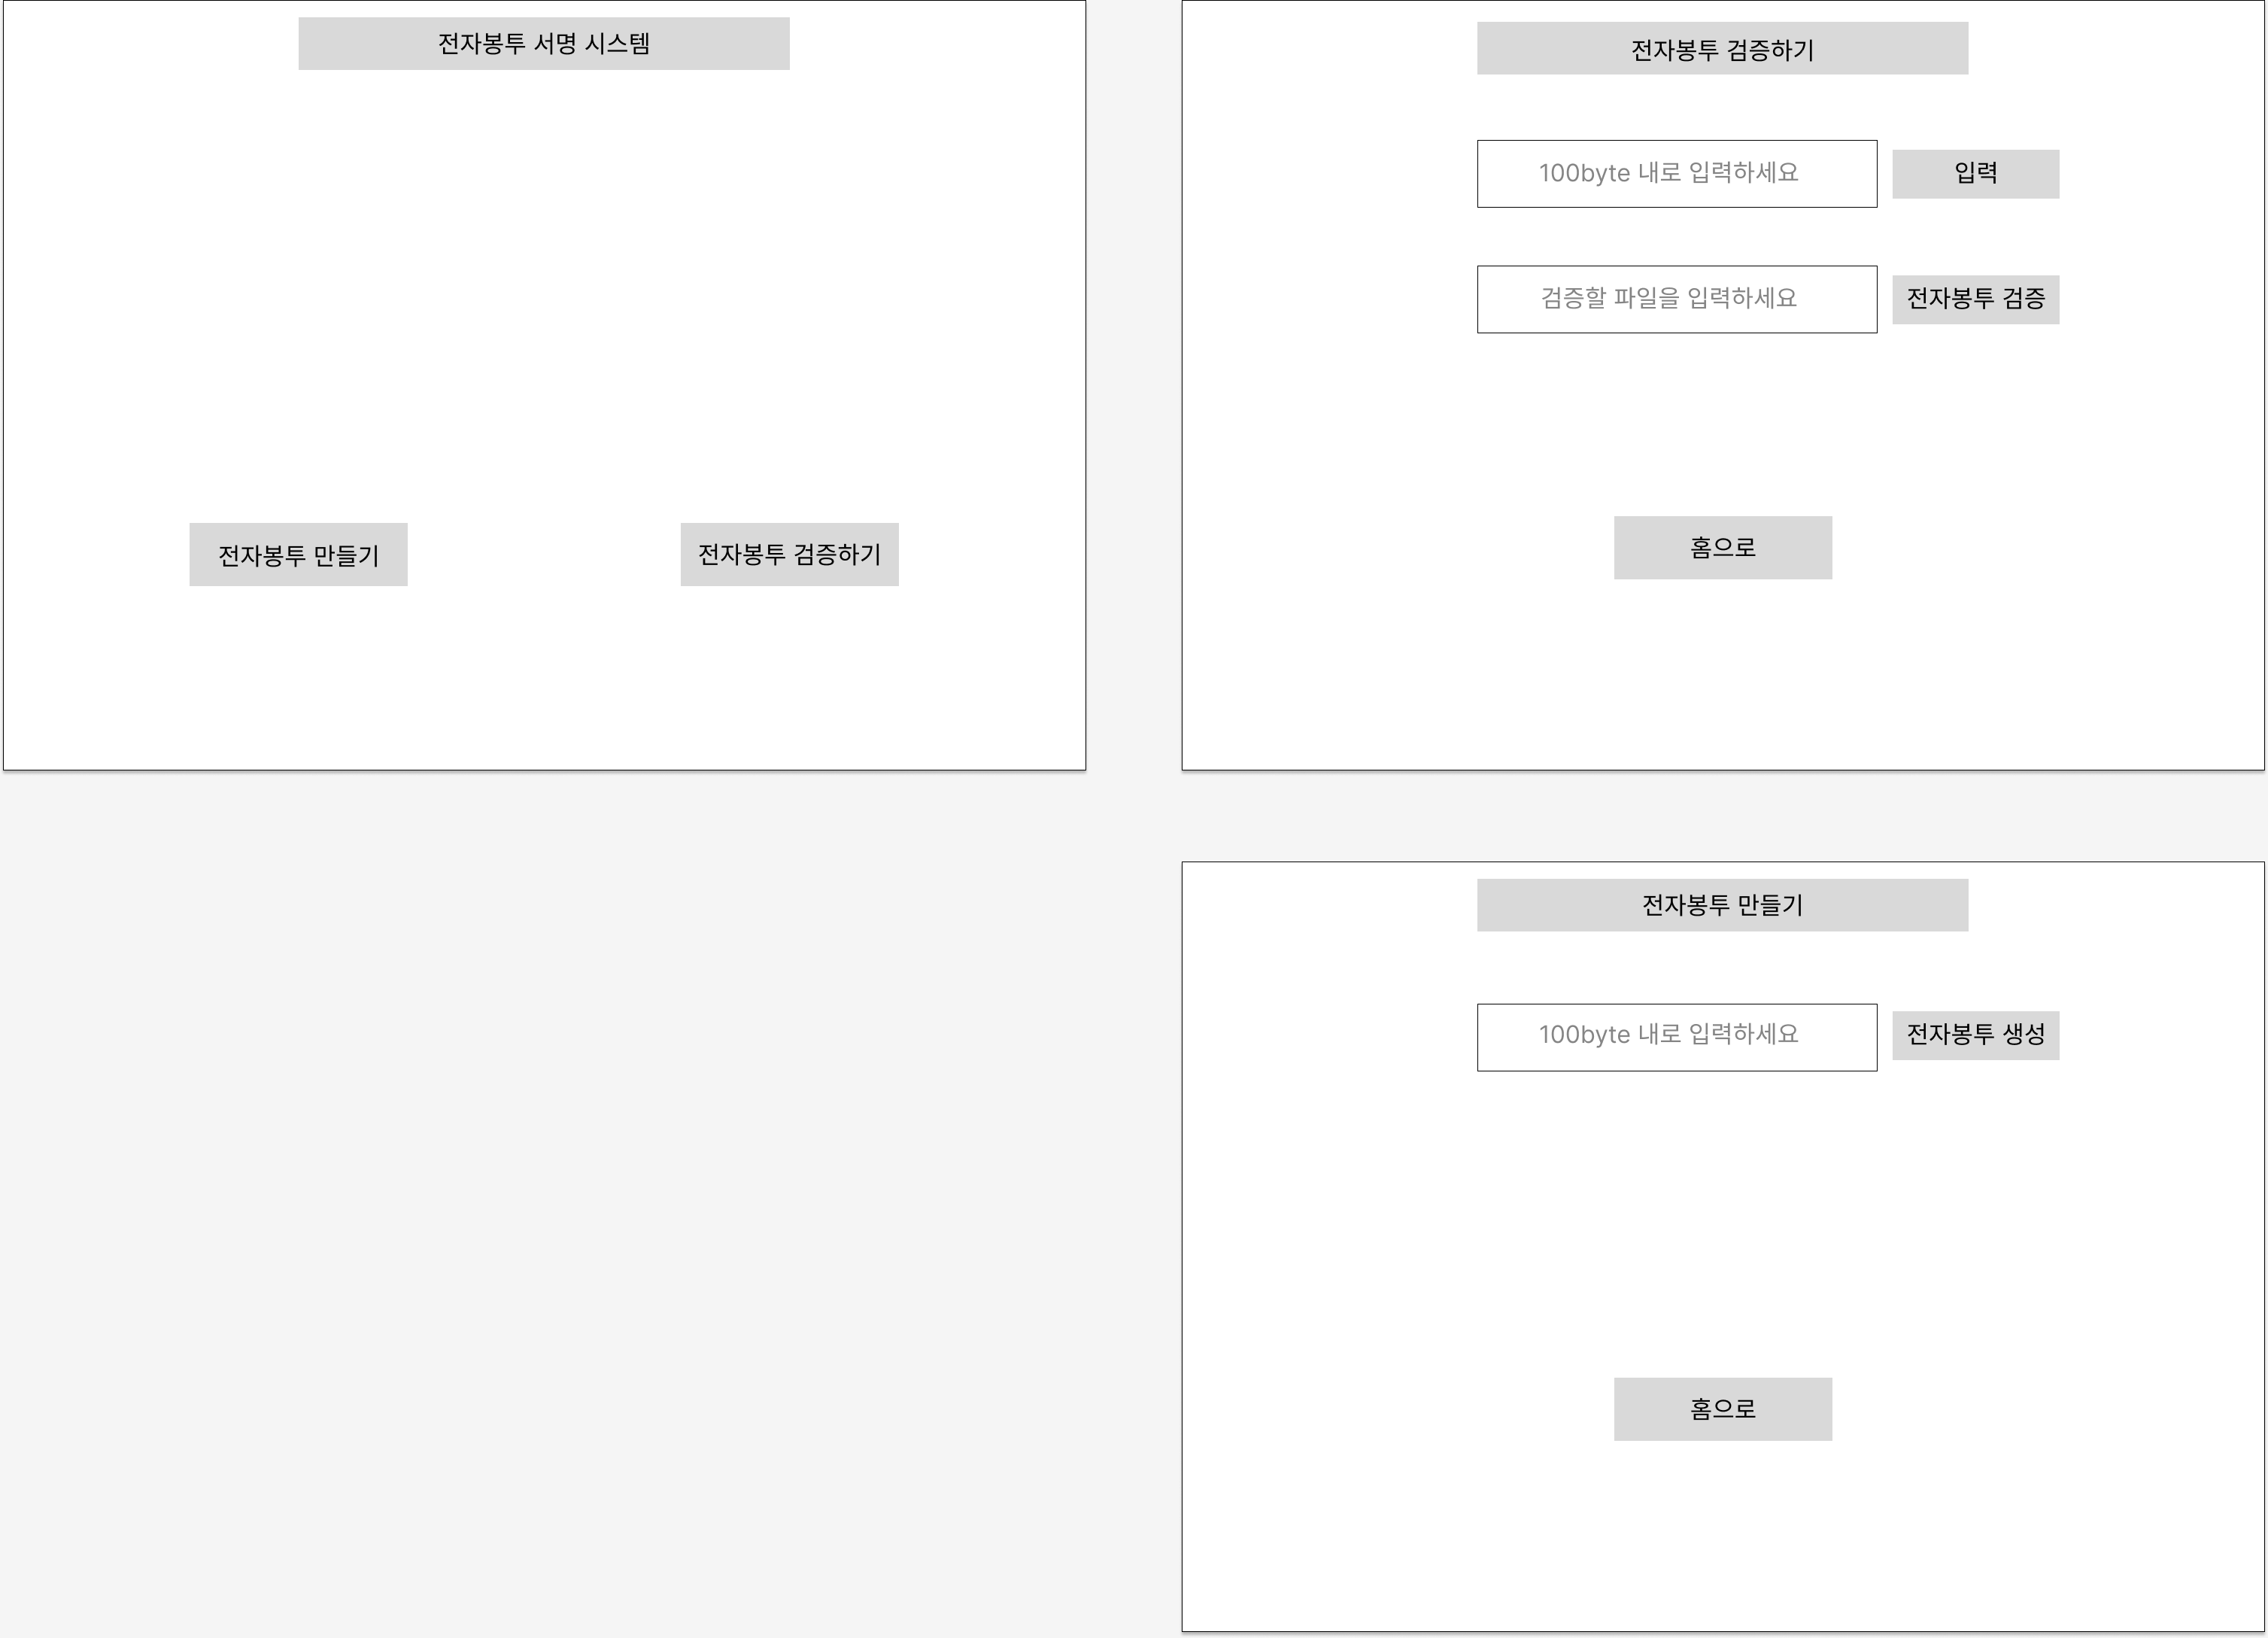 전자봉투 서명 시스템
전자봉투 만들기
전자봉투 검증하기
전자봉투 검증하기
100byte 내로 입력하세요
입력
검증할 파일을 입력하세요
전자봉투 검증
홈으로
전자봉투 만들기
100byte 내로 입력하세요
전자봉투 생성
홈으로